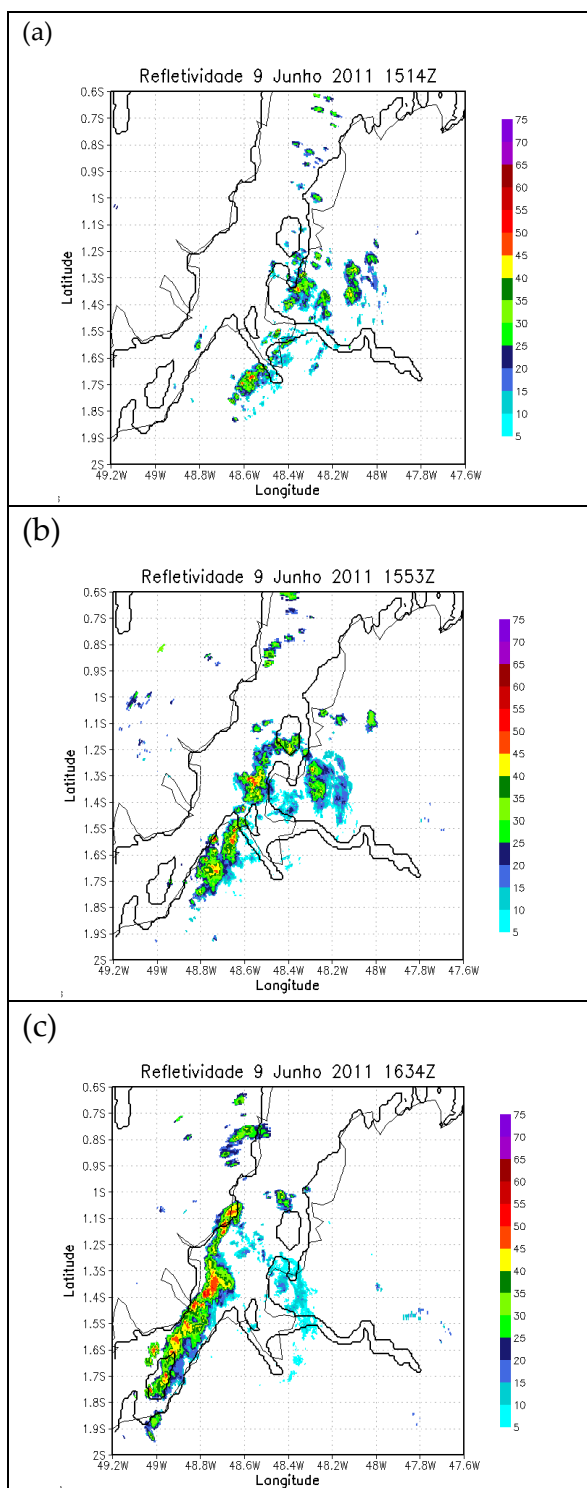 (a)
Refletividade 9 Junho 2011 1514Z
Latitude
0.6S
0.7S
0.8S
0.9S
1S
1.1S
1.2S
1.3S
1.4S
1.5S
1.6S
1.7S
1.8S
1.9S
2S
49.2W 49W 48.8W 48.6W 48.4W 48.2W 48W 47.8W 47.6W
Longitude
75
70
65
60
55
50
45
40
35
30
25
20
15
10
5
(b)
Refletividade 9 Junho 2011 1553Z
Latitude
0.6S
0.7S
0.8S
0.9S
1S
1.1S
1.2S
1.3S
1.4S
1.5S
1.6S
1.7S
1.8S
1.9S
2S
49.2W 49W 48.8W 48.6W 48.4W 48.2W 48W 47.8W 47.6W
Longitude
75
70
65
60
55
50
45
40
35
30
25
20
15
10
5
(c)
Refletividade 9 Junho 2011 1634Z
Latitude
0.6S
0.7S
0.8S
0.9S
1S
1.1S
1.2S
1.3S
1.4S
1.5S
1.6S
1.7S
1.8S
1.9S
2S
49.2W 49W 48.8W 48.6W 48.4W 48.2W 48W 47.8W 47.6W
Longitude
75
70
65
60
55
50
45
40
35
30
25
20
15
10
5